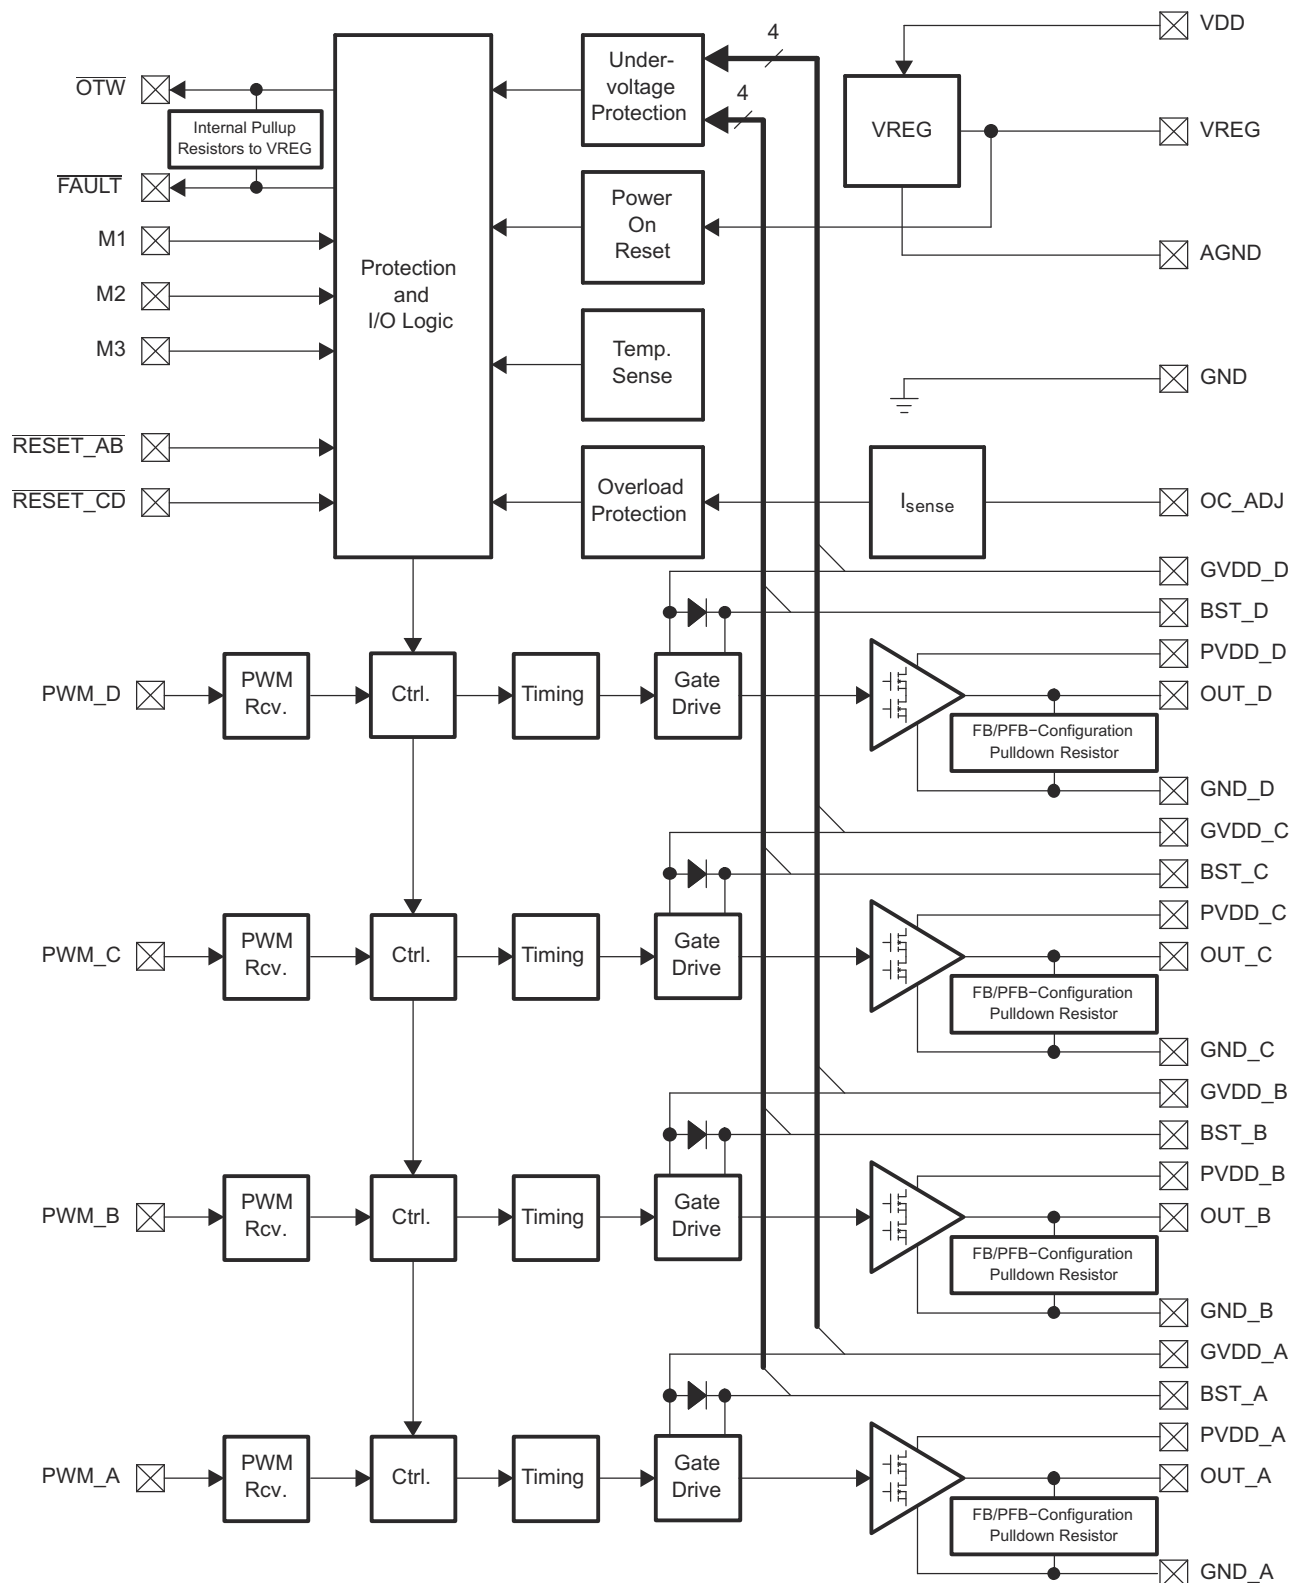 4
VDD
Under-
voltage
Protection
OTW
4
Internal Pullup
Resistors to VREG
VREG
VREG
FAULT
Power
On
Reset
M1
AGND
Protection
and
I/O Logic
M2
M3
Temp.
Sense
GND
RESET_AB
RESET_CD
Overload
Protection
Isense
OC_ADJ
GVDD_D
BST_D
PVDD_D
PWM_D
PWM
Rcv.
Ctrl.
Timing
Gate
Drive
OUT_D
FB/PFB−Configuration
Pulldown Resistor
GND_D
GVDD_C
BST_C
PVDD_C
PWM_C
PWM
Rcv.
Ctrl.
Timing
Gate
Drive
OUT_C
FB/PFB−Configuration
Pulldown Resistor
GND_C
GVDD_B
BST_B
PVDD_B
PWM_B
PWM
Rcv.
Ctrl.
Timing
Gate
Drive
OUT_B
FB/PFB−Configuration
Pulldown Resistor
GND_B
GVDD_A
BST_A
PVDD_A
PWM_A
PWM
Rcv.
Ctrl.
Timing
Gate
Drive
OUT_A
FB/PFB−Configuration
Pulldown Resistor
GND_A